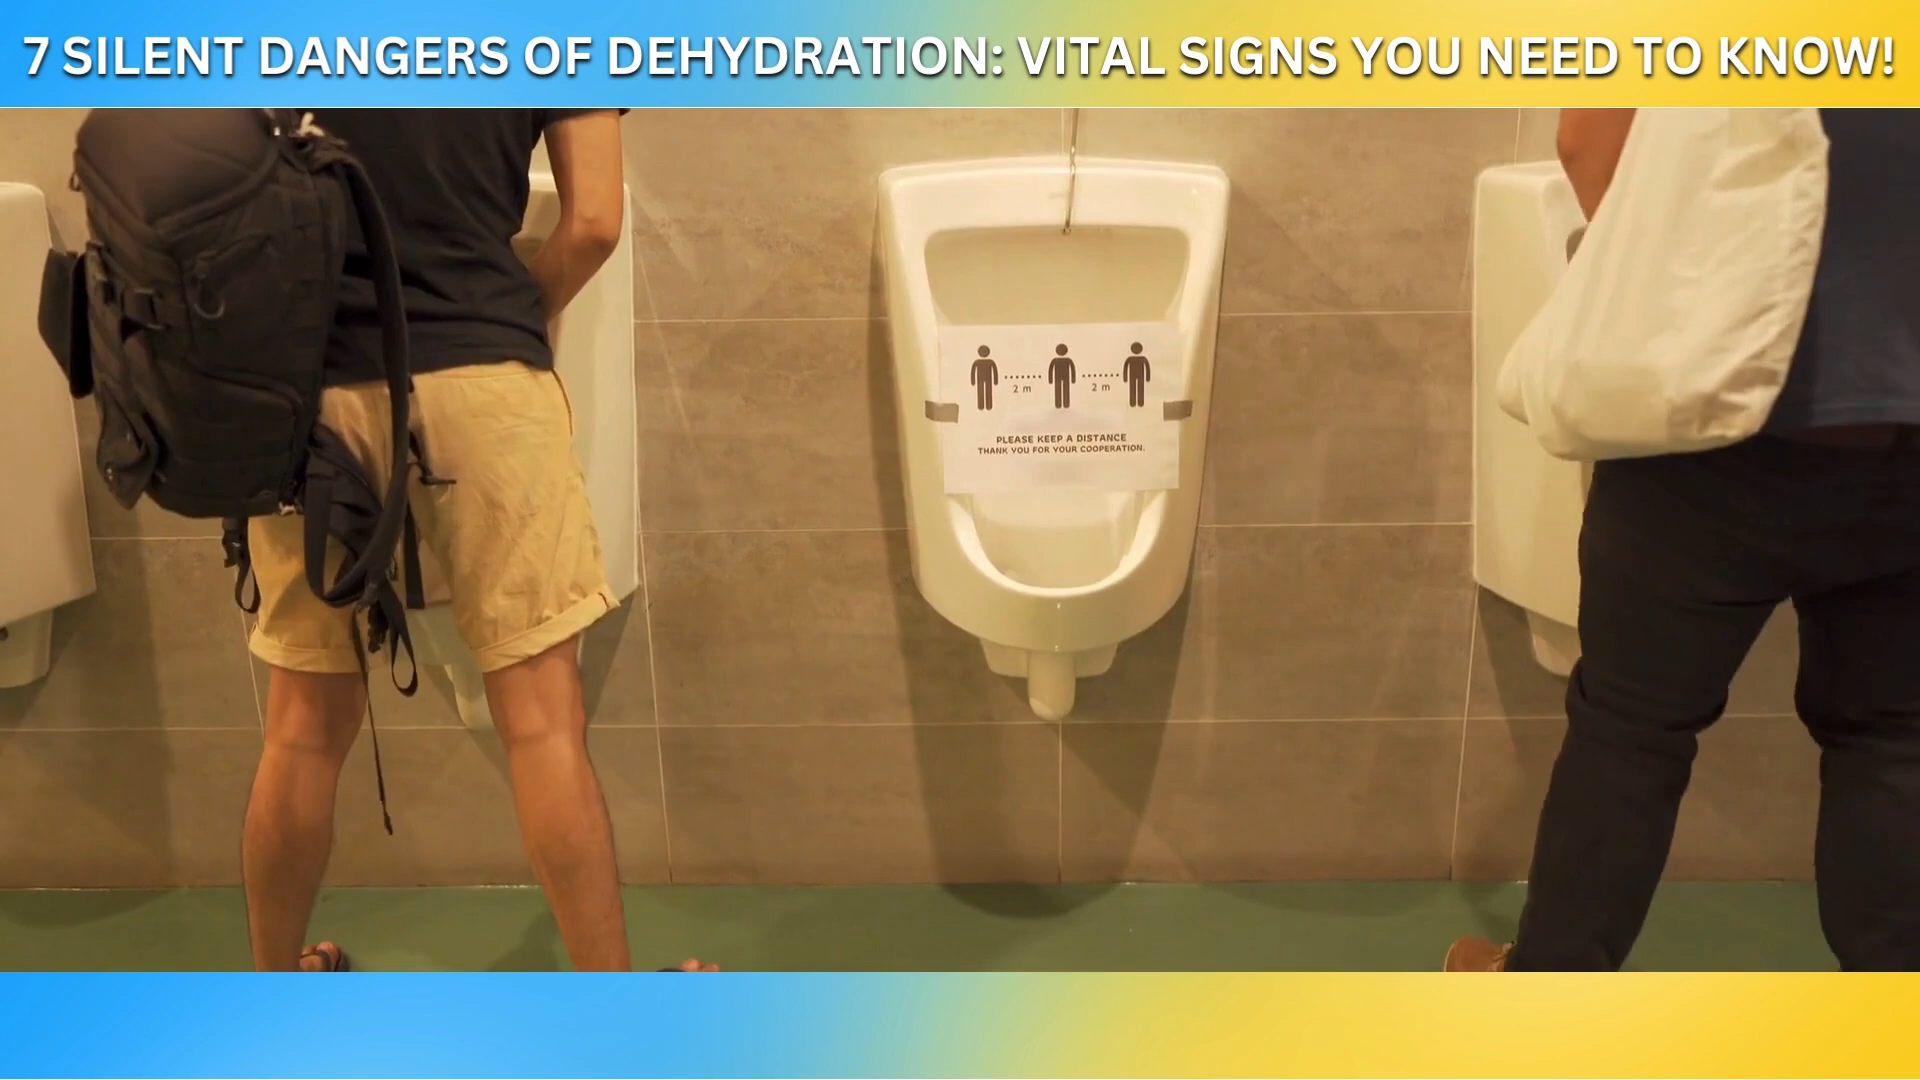 7 SILENT DANGERS OF DEHYDRATION: VITAL SIGNS YOU NEED TO KNOW!
2 m 2 m
PLEASE KEEP A DISTANCE
THANK YOU FOR YOUR COOPERATION.